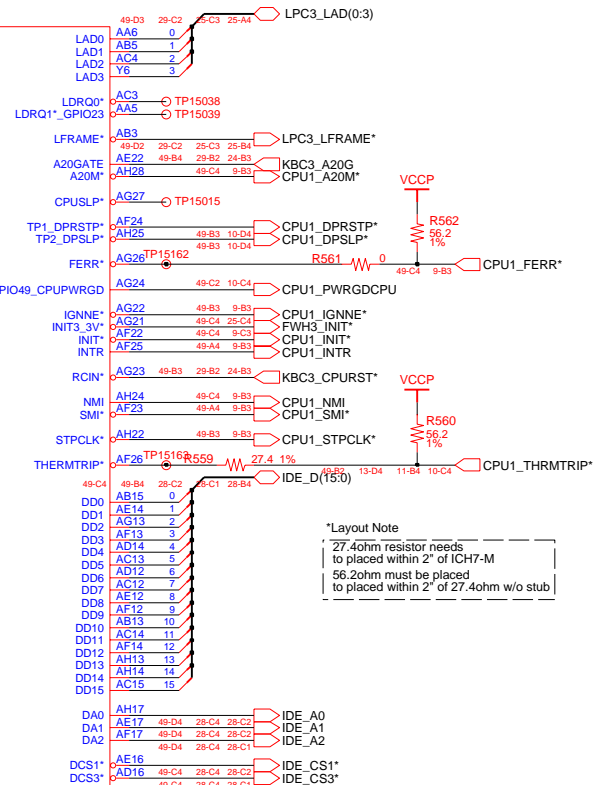 49-D3 29-C2 25-C3 25-A4 LPC3_LAD(0:3)
LAD0 AA6 0
LAD1 AB5 1
LAD2 AC4 2
LAD3 Y6 3
LDRQ0* AC3 TP15038
LDRQ1*_GPIO23 AA5 TP15039
LFRAME* AB3 LPC3_LFRAME*
49-D2 29-C2 25-C3 25-B4
A20GATE AE22 49-B4 29-B2 24-B3 KBC3_A20G
A20M* AH28 49-C4 9-B3 CPU1_A20M*
VCCP
CPUSLP* AG27 TP15015
R562
56.2
1%
TP1_DPRSTP* AF24 CPU1_DPRSTP*
TP2_DPSLP* AH25 49-B3 10-D4 CPU1_DPSLP*
49-B3 10-D4
FERR* AG26 TP15162 R561 0 49-C4 9-B3 CPU1_FERR*
PIO49_CPUPWRGD AG24 49-C2 10-C4 CPU1_PWRGDCPU
IGNNE* AG22 49-B3 9-B3 CPU1_IGNNE*
INIT3_3V* AG21 49-C4 25-C4 FWH3_INIT*
INIT* AF22 49-C4 9-C3 CPU1_INIT*
INTR AF25 49-A4 9-B3 CPU1_INTR
RCIN* AG23 49-B3 29-B2 24-B3 KBC3_CPURST*
VCCP
NMI AH24 49-C4 9-B3 CPU1_NMI
SMI* AF23 49-A4 9-B3 CPU1_SMI*
R560
56.2
1%
STPCLK* AH22 49-B3 9-B3 CPU1_STPCLK*
THERMTRIP* AF26 TP15163 R559 27.4 1% 49-B2 13-D4 11-B4 10-C4 CPU1_THRMTRIP*
49-C4 49-B4 28-C2 28-C1 28-B4 IDE_D(15:0)
DD0 AB15 0
DD1 AE14 1
DD2 AG13 2
DD3 AF13 3
DD4 AD14 4
DD5 AC13 5
DD6 AD12 6
DD7 AC12 7
DD8 AE12 8
DD9 AF12 9
DD10 AB13 10
DD11 AC14 11
DD12 AF14 12
DD13 AH13 13
DD14 AH14 14
DD15 AC15 15
*Layout Note
27.4ohm resistor needs
to placed within 2" of ICH7-M
56.2ohm must be placed
to placed within 2" of 27.4ohm w/o stub
DA0 AH17 IDE_A0
DA1 AE17 49-D4 28-C4 28-C2 IDE_A1
DA2 AF17 49-D4 28-C4 28-C2 IDE_A2
49-D4 28-C4 28-C1
DCS1* AE16 IDE_CS1*
DCS3* AD16 49-C4 28-C4 28-C2 IDE_CS3*